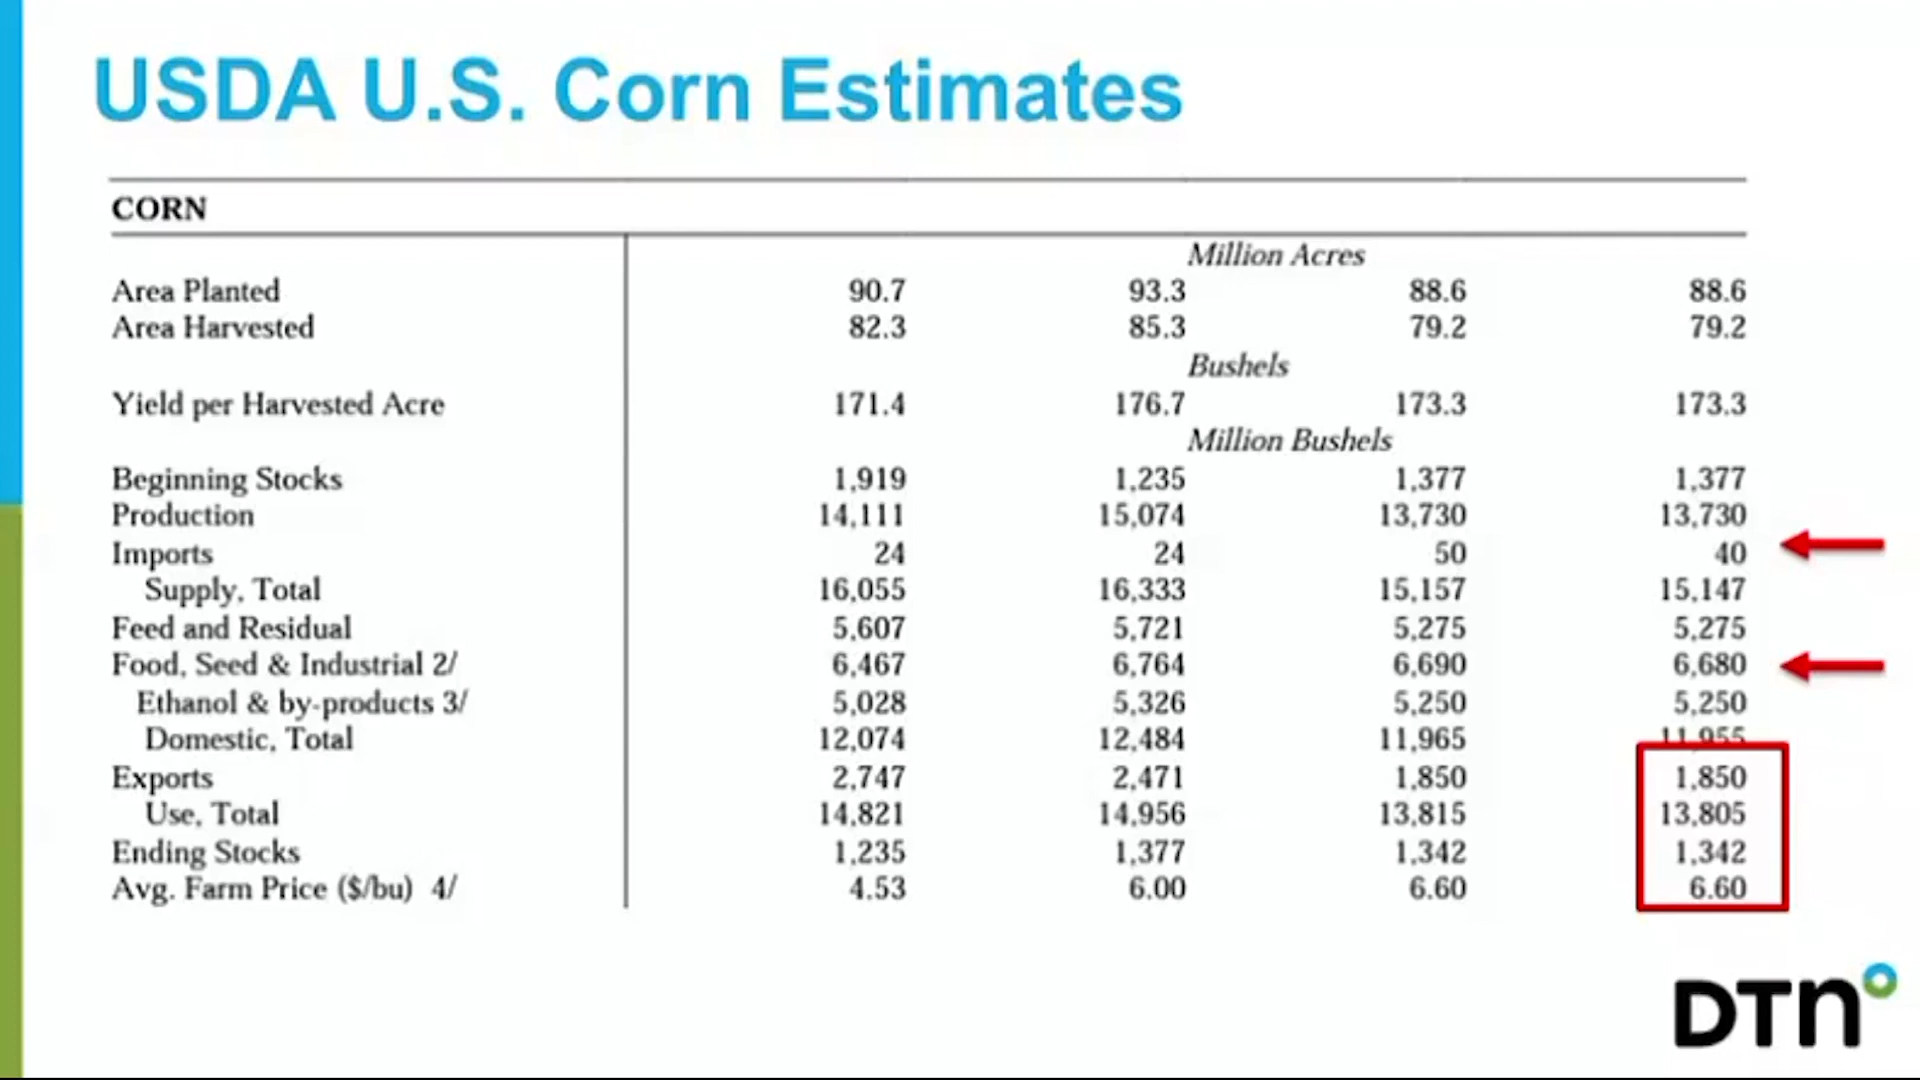 USDA U.S. Corn Estimates
CORN
Million Acres
Area Planted 90.7 93.3 88.6 88.6
Area Harvested 82.3 85.3 79.2 79.2
Bushels
Yield per Harvested Acre 171.4 176.7 173.3 173.3
Million Bushels
Beginning Stocks 1,919 1,235 1,377 1,377
Production 14,111 15,074 13,730 13,730
Imports 24 24 50 40
Supply, Total 16,055 16,333 15,157 15,147
Feed and Residual 5,607 5,721 5,275 5,275
Food, Seed & Industrial 2/ 6,467 6,764 6,690 6,680
Ethanol & by-products 3/ 5,028 5,326 5,250 5,250
Domestic, Total 12,074 12,484 11,965 11,955
Exports 2,747 2,471 1,850 1,850
Use, Total 14,821 14,956 13,815 13,805
Ending Stocks 1,235 1,377 1,342 1,342
Avg. Farm Price ($/bu) 4/ 4.53 6.00 6.60 6.60
DTN